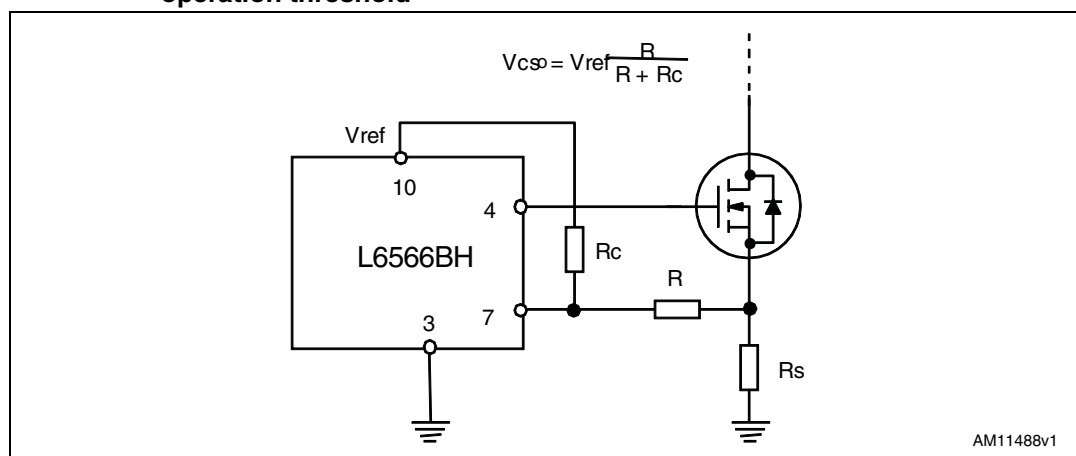 operation threshold
Vcso = Vref R / R + Rc
Vref
10
4
L6566BH
Rc
R
7
3
Rs
AM11488v1